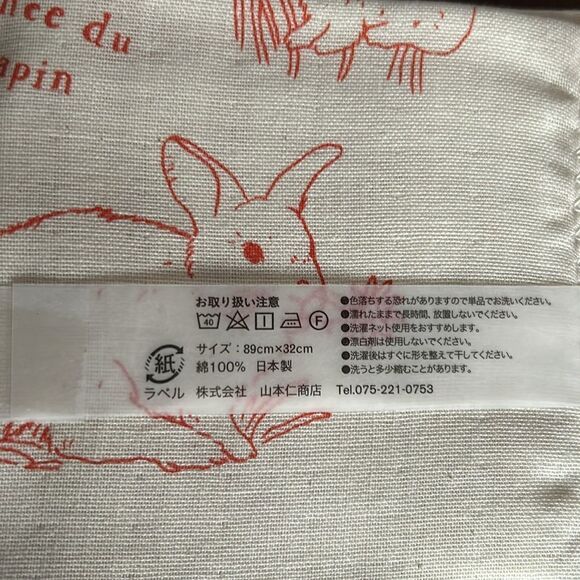 nce du
apin
お取り扱い注意
40 F
サイズ：89cm×32cm
綿100% 日本製
紙
ラベル 株式会社 山本仁商店 Tel.075-221-0753
●色落ちする恐れがありますので単品でお洗いください。
●濡れたままで長時間、放置しないでください。
●洗濯ネット使用をおすすめします。
●漂白剤は使用しないでください。
●洗濯後はすぐに形を整えて干してください。
●洗うと多少縮むことがあります。